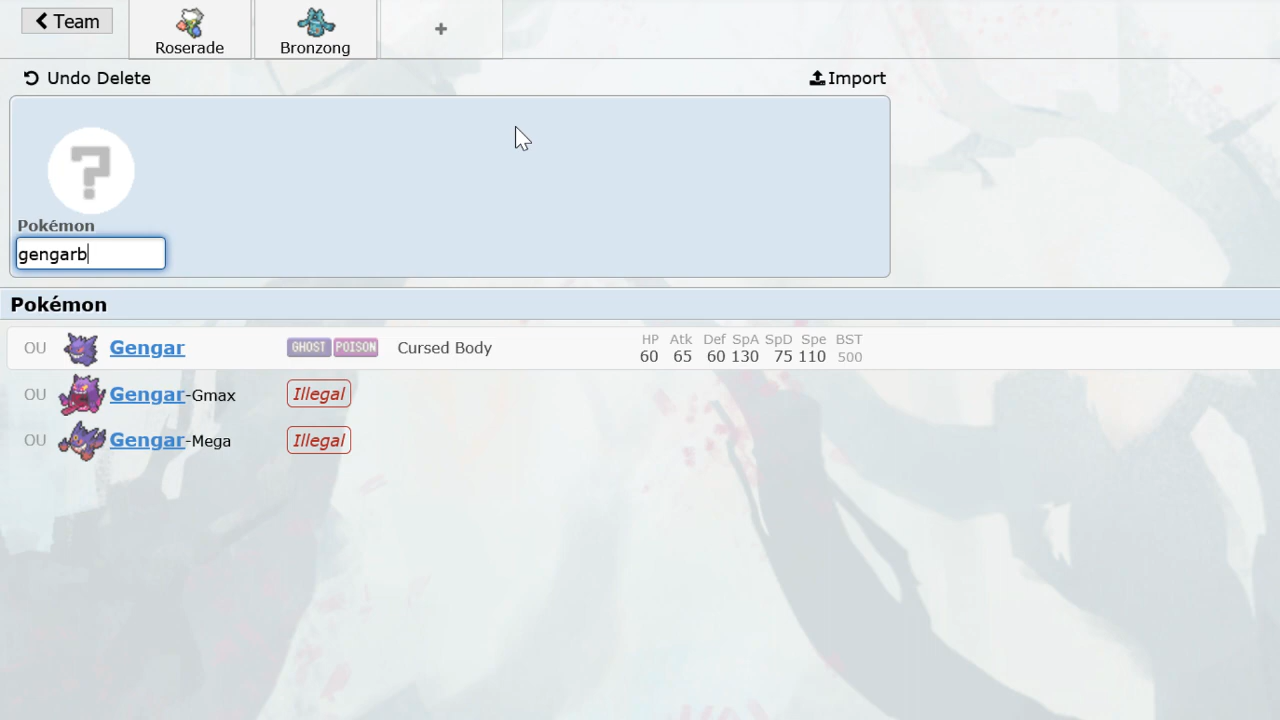 Team
Roserade
Bronzong
+
Undo Delete
Import
?
Pokémon
gengarb
Pokémon
OU Gengar GHOST POISON Cursed Body HP 60 Atk 65 Def 60 SpA 130 SpD 75 Spe 110 BST 500
OU Gengar-Gmax Illegal
OU Gengar-Mega Illegal